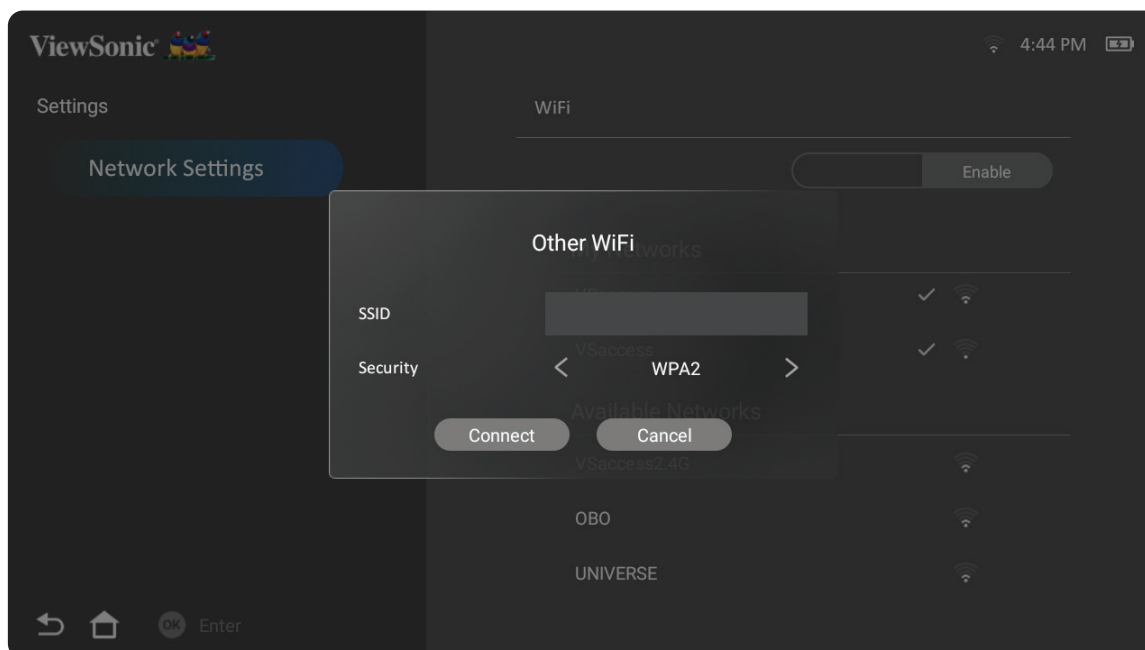 ViewSonic
4:44 PM
Settings
WiFi
Network Settings
Enable
Other WiFi
My Networks
SSID
VSaccess
Security
WPA2
Available Networks
Connect
Cancel
VSaccess2.4G
OBO
UNIVERSE
OK Enter